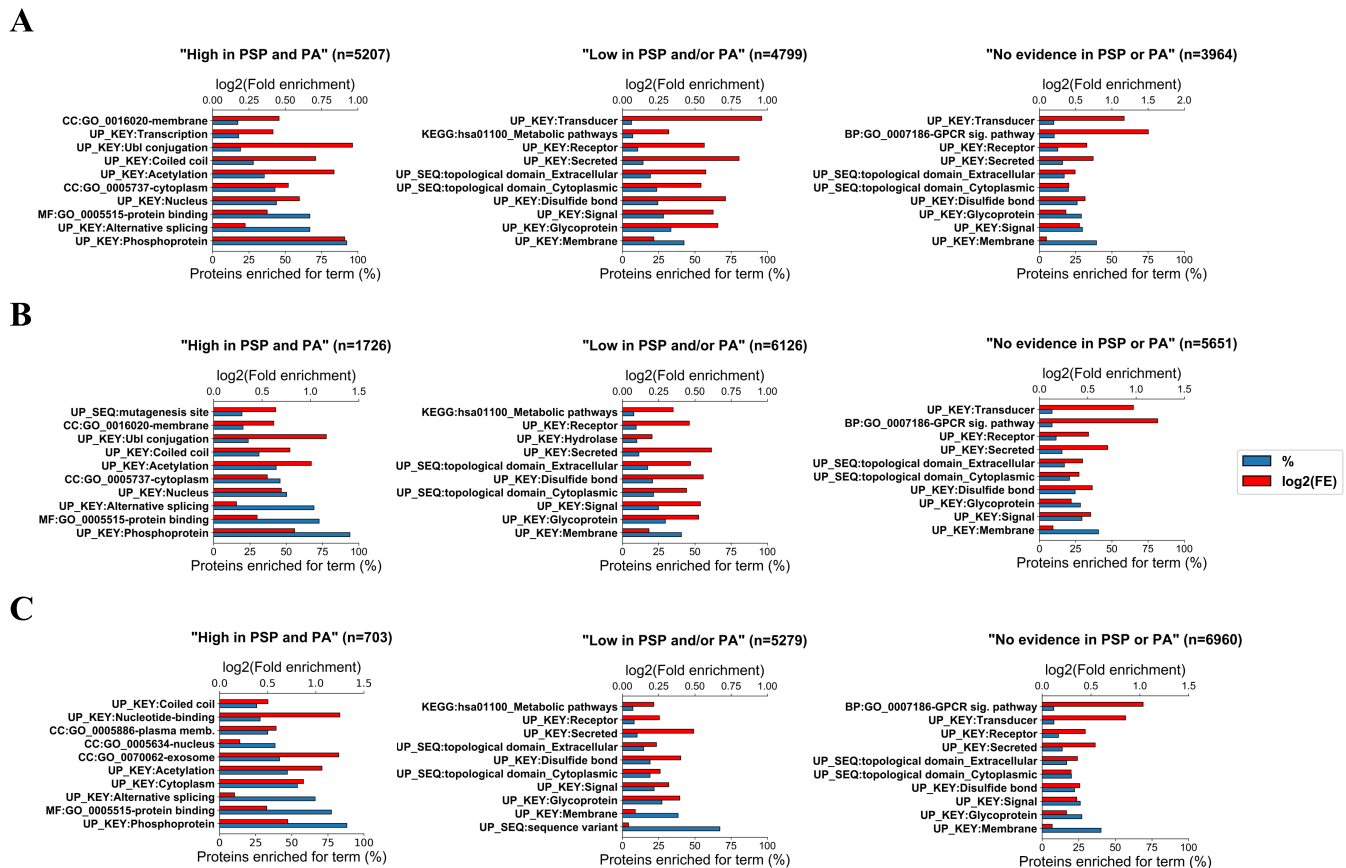 A
"High in PSP and PA" (n=5207)
log2(Fold enrichment)
0.00 0.25 0.50 0.75 1.00
CC:GO_0016020-membrane
UP_KEY:Transcription
UP_KEY:Ubl conjugation
UP_KEY:Coiled coil
UP_KEY:Acetylation
CC:GO_0005737-cytoplasm
UP_KEY:Nucleus
MF:GO_0005515-protein binding
UP_KEY:Alternative splicing
UP_KEY:Phosphoprotein
0 25 50 75 100
Proteins enriched for term (%)
"Low in PSP and/or PA" (n=4799)
log2(Fold enrichment)
0.00 0.25 0.50 0.75 1.00
UP_KEY:Transducer
KEGG:hsa01100_Metabolic pathways
UP_KEY:Receptor
UP_KEY:Secreted
UP_SEQ:topological domain_Extracellular
UP_SEQ:topological domain_Cytoplasmic
UP_KEY:Disulfide bond
UP_KEY:Signal
UP_KEY:Glycoprotein
UP_KEY:Membrane
0 25 50 75 100
Proteins enriched for term (%)
"No evidence in PSP or PA" (n=3964)
log2(Fold enrichment)
0.0 0.5 1.0 1.5 2.0
UP_KEY:Transducer
BP:GO_0007186-GPCR sig. pathway
UP_KEY:Receptor
UP_KEY:Secreted
UP_SEQ:topological domain_Extracellular
UP_SEQ:topological domain_Cytoplasmic
UP_KEY:Disulfide bond
UP_KEY:Glycoprotein
UP_KEY:Signal
UP_KEY:Membrane
0 25 50 75 100
Proteins enriched for term (%)
B
"High in PSP and PA" (n=1726)
log2(Fold enrichment)
0.0 0.5 1.0 1.5
UP_SEQ:mutagenesis site
CC:GO_0016020-membrane
UP_KEY:Ubl conjugation
UP_KEY:Coiled coil
UP_KEY:Acetylation
CC:GO_0005737-cytoplasm
UP_KEY:Nucleus
UP_KEY:Alternative splicing
MF:GO_0005515-protein binding
UP_KEY:Phosphoprotein
0 25 50 75 100
Proteins enriched for term (%)
"Low in PSP and/or PA" (n=6126)
log2(Fold enrichment)
0.00 0.25 0.50 0.75 1.00
KEGG:hsa01100_Metabolic pathways
UP_KEY:Receptor
UP_KEY:Hydrolase
UP_KEY:Secreted
UP_SEQ:topological domain_Extracellular
UP_KEY:Disulfide bond
UP_SEQ:topological domain_Cytoplasmic
UP_KEY:Signal
UP_KEY:Glycoprotein
UP_KEY:Membrane
0 25 50 75 100
Proteins enriched for term (%)
"No evidence in PSP or PA" (n=5651)
log2(Fold enrichment)
0.0 0.5 1.0 1.5
UP_KEY:Transducer
BP:GO_0007186-GPCR sig. pathway
UP_KEY:Receptor
UP_KEY:Secreted
UP_SEQ:topological domain_Extracellular
UP_SEQ:topological domain_Cytoplasmic
UP_KEY:Disulfide bond
UP_KEY:Glycoprotein
UP_KEY:Signal
UP_KEY:Membrane
0 25 50 75 100
Proteins enriched for term (%)
%
log2(FE)
C
"High in PSP and PA" (n=703)
log2(Fold enrichment)
0.0 0.5 1.0 1.5
UP_KEY:Coiled coil
UP_KEY:Nucleotide-binding
CC:GO_0005886-plasma memb.
CC:GO_0005634-nucleus
CC:GO_0070062-exosome
UP_KEY:Acetylation
UP_KEY:Cytoplasm
UP_KEY:Alternative splicing
MF:GO_0005515-protein binding
UP_KEY:Phosphoprotein
0 25 50 75 100
Proteins enriched for term (%)
"Low in PSP and/or PA" (n=5279)
log2(Fold enrichment)
0.00 0.25 0.50 0.75 1.00
KEGG:hsa01100_Metabolic pathways
UP_KEY:Receptor
UP_KEY:Secreted
UP_SEQ:topological domain_Extracellular
UP_KEY:Disulfide bond
UP_SEQ:topological domain_Cytoplasmic
UP_KEY:Signal
UP_KEY:Glycoprotein
UP_KEY:Membrane
UP_SEQ:sequence variant
0 25 50 75 100
Proteins enriched for term (%)
"No evidence in PSP or PA" (n=6960)
log2(Fold enrichment)
0.0 0.5 1.0 1.5
BP:GO_0007186-GPCR sig. pathway
UP_KEY:Transducer
UP_KEY:Receptor
UP_KEY:Secreted
UP_SEQ:topological domain_Extracellular
UP_SEQ:topological domain_Cytoplasmic
UP_KEY:Disulfide bond
UP_KEY:Signal
UP_KEY:Glycoprotein
UP_KEY:Membrane
0 25 50 75 100
Proteins enriched for term (%)